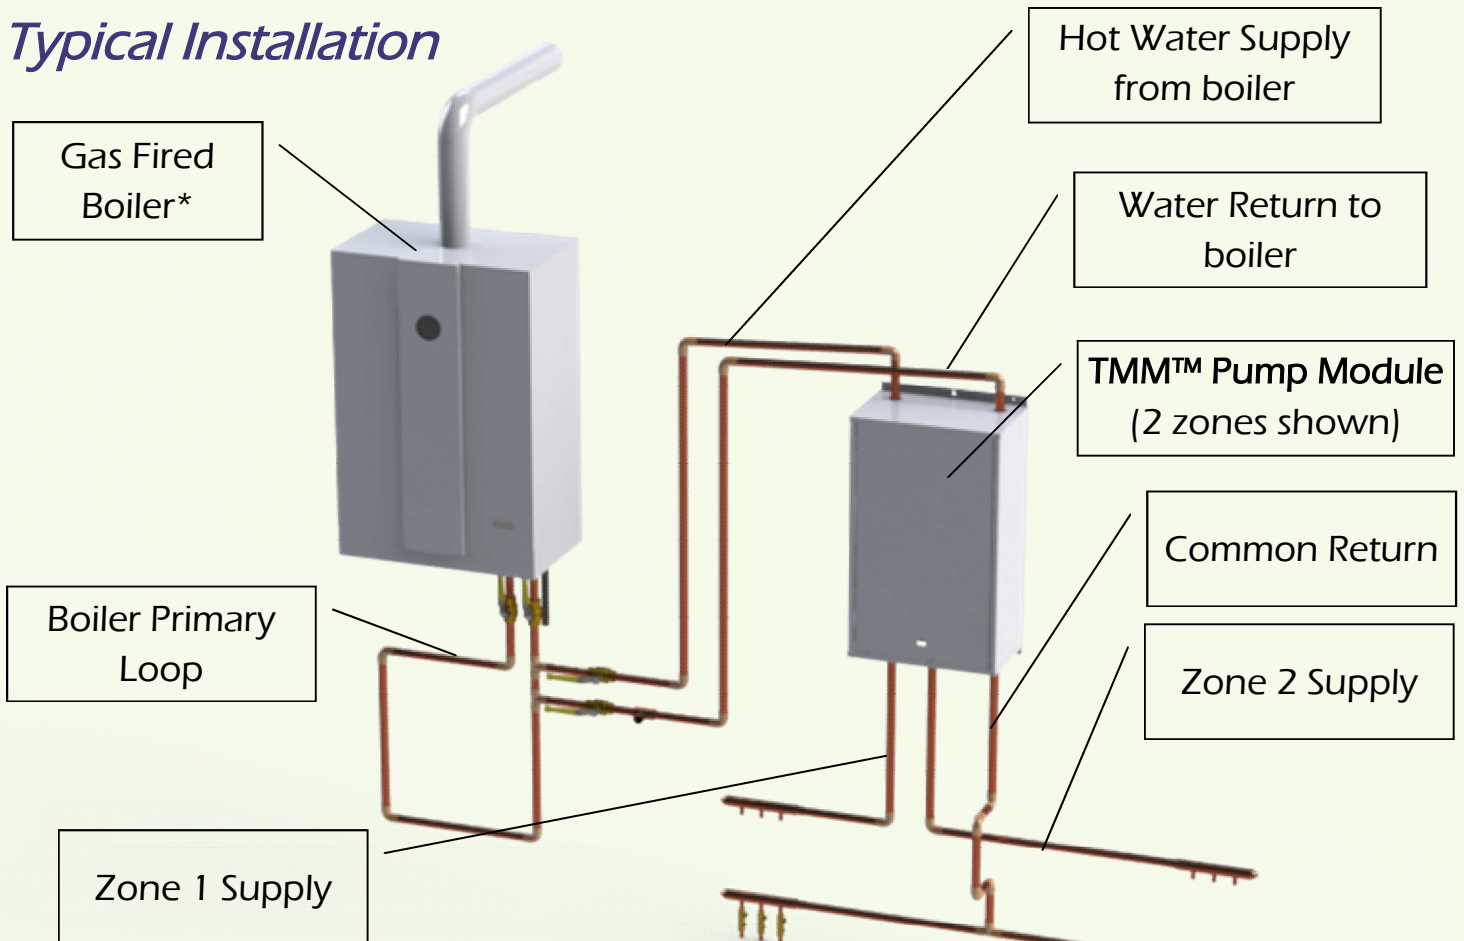 Typical Installation
Hot Water Supply
from boiler
Gas Fired
Boiler*
Water Return to
boiler
TMM™ Pump Module
(2 zones shown)
Common Return
Boiler Primary
Loop
Zone 2 Supply
Zone 1 Supply